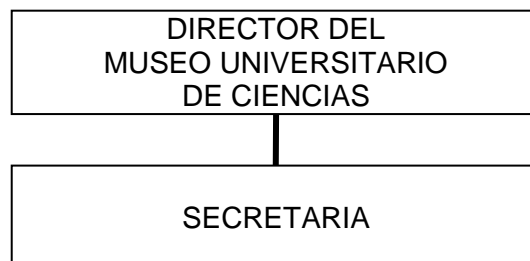 DIRECTOR DEL
MUSEO UNIVERSITARIO
DE CIENCIAS
SECRETARIA